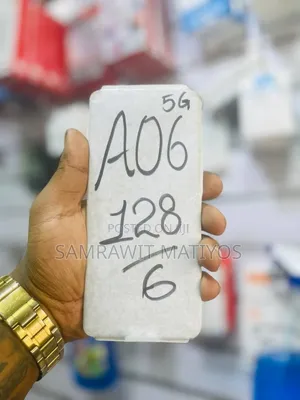 5G
A06
128
POSTED ON JIJI
SAMRAWIT MATIYOS
6